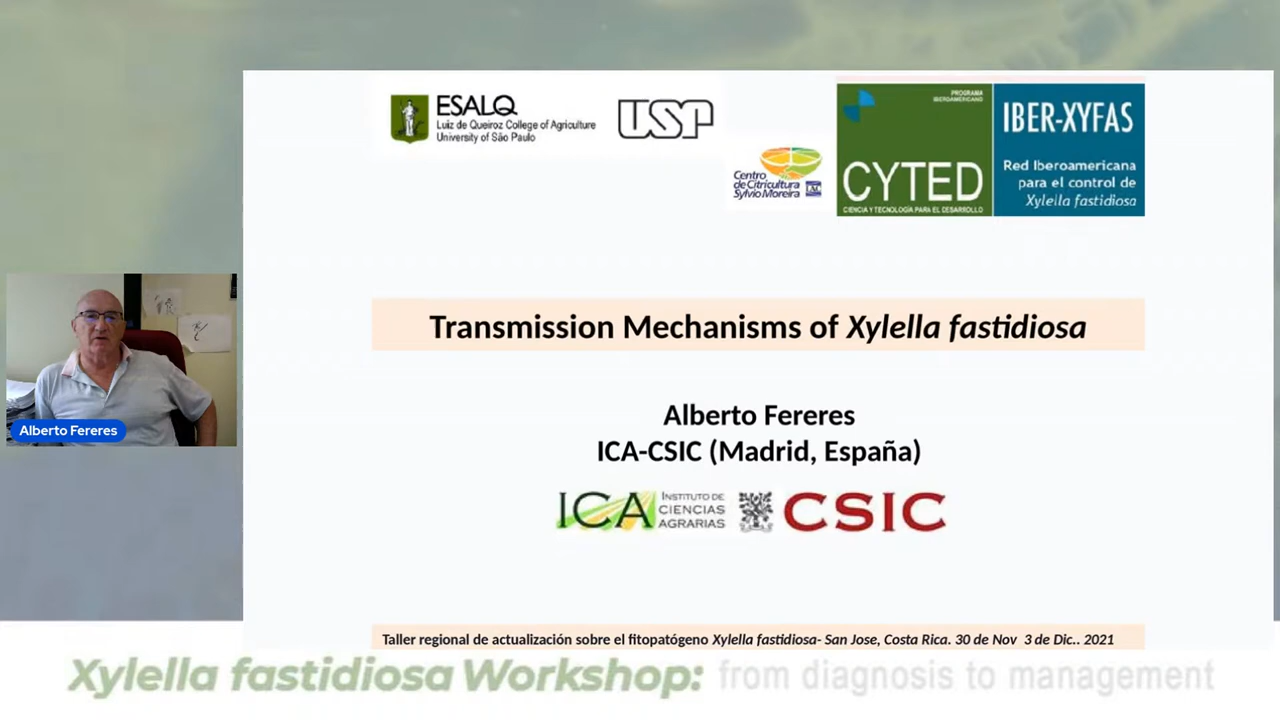 ESALQ
Luiz de Queiroz College of Agriculture
University of São Paulo
USP
Centro
de Citricultura
Sylvio Moreira
IAC
PROGRAMA
IBEROAMERICANO
CYTED
CIENCIA Y TECNOLOGÍA PARA EL DESARROLLO
IBER-XYFAS
Red Iberoamericana
para el control de
Xylella fastidiosa
Transmission Mechanisms of Xylella fastidiosa
Alberto Fereres
Alberto Fereres
ICA-CSIC (Madrid, España)
ICA
INSTITUTO DE
CIENCIAS
AGRARIAS
CSIC
Taller regional de actualización sobre el fitopatógeno Xylella fastidiosa- San Jose, Costa Rica. 30 de Nov 3 de Dic.. 2021
Xylella fastidiosa Workshop: from diagnosis to management